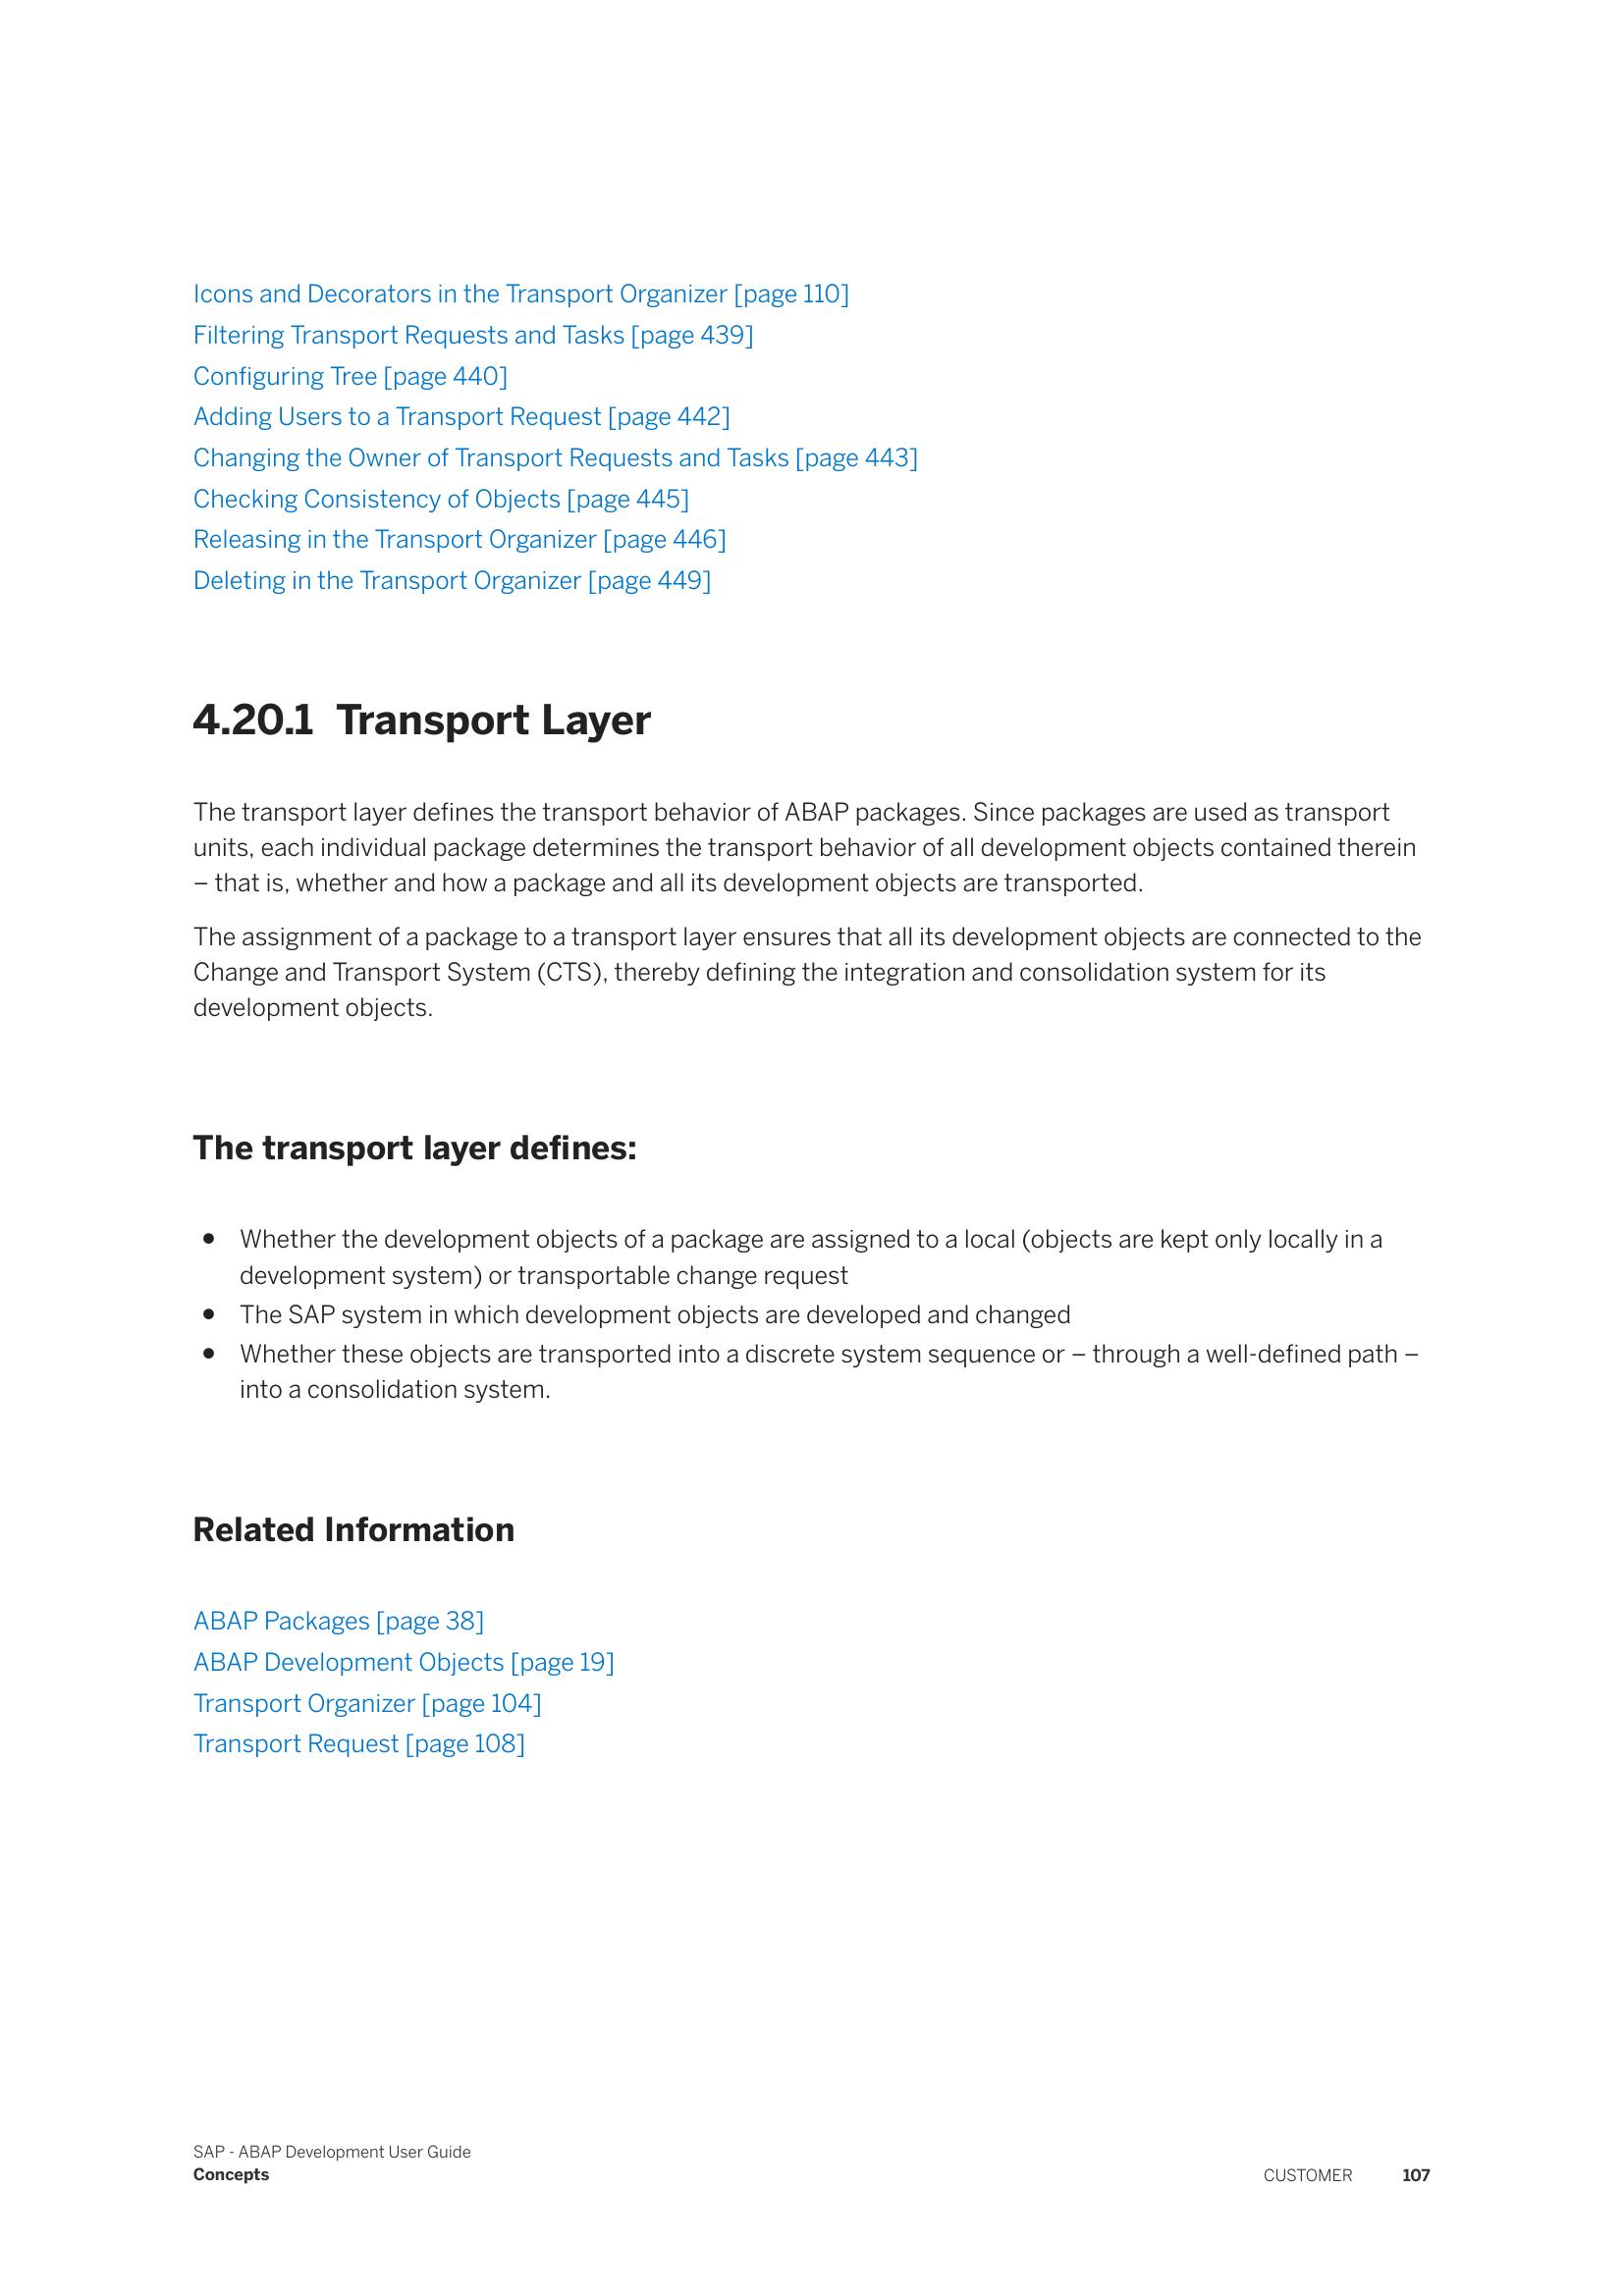 Icons and Decorators in the Transport Organizer [page 110]
Filtering Transport Requests and Tasks [page 439]
Configuring Tree [page 440]
Adding Users to a Transport Request [page 442]
Changing the Owner of Transport Requests and Tasks [page 443]
Checking Consistency of Objects [page 445]
Releasing in the Transport Organizer [page 446]
Deleting in the Transport Organizer [page 449]
4.20.1 Transport Layer
The transport layer defines the transport behavior of ABAP packages. Since packages are used as transport
units, each individual package determines the transport behavior of all development objects contained therein
– that is, whether and how a package and all its development objects are transported.
The assignment of a package to a transport layer ensures that all its development objects are connected to the
Change and Transport System (CTS), thereby defining the integration and consolidation system for its
development objects.
The transport layer defines:
● Whether the development objects of a package are assigned to a local (objects are kept only locally in a
development system) or transportable change request
● The SAP system in which development objects are developed and changed
● Whether these objects are transported into a discrete system sequence or – through a well-defined path –
into a consolidation system.
Related Information
ABAP Packages [page 38]
ABAP Development Objects [page 19]
Transport Organizer [page 104]
Transport Request [page 108]
SAP - ABAP Development User Guide
Concepts
CUSTOMER 107